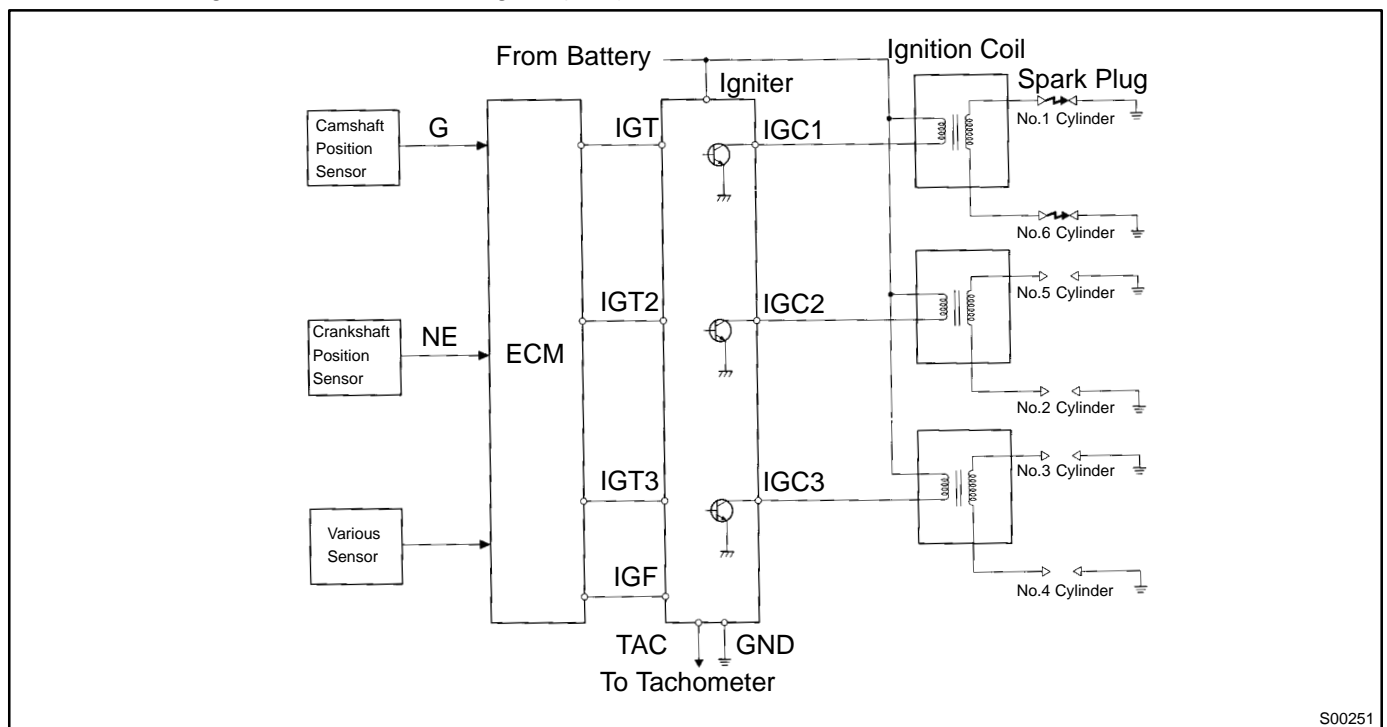 From Battery
Ignition Coil
Igniter
Spark Plug
Camshaft
Position
Sensor
G
IGT
IGC1
No.1 Cylinder
No.6 Cylinder
Crankshaft
Position
Sensor
NE
ECM
IGT2
IGC2
No.5 Cylinder
No.2 Cylinder
Various
Sensor
IGT3
IGC3
No.3 Cylinder
No.4 Cylinder
IGF
TAC
GND
To Tachometer
S00251